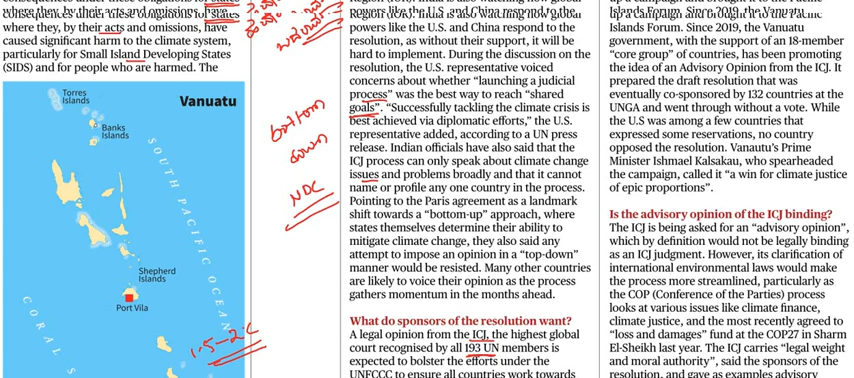 where they, by their acts and omissions, have
caused significant harm to the climate system,
particularly for Small Island Developing States
(SIDS) and for people who are harmed. The
Torres
Islands
Vanuatu
Banks
Islands
SOUTH PACIFIC OCEAN
Shepherd
Islands
Port Vila
CORAL S
1.5-2°C
bottom
down
NDC
powers like the U.S. and China respond to the
resolution, as without their support, it will be
hard to implement. During the discussion on the
resolution, the U.S. representative voiced
concerns about whether “launching a judicial
process” was the best way to reach “shared
goals”. “Successfully tackling the climate crisis is
best achieved via diplomatic efforts,” the U.S.
representative added, according to a UN press
release. Indian officials have also said that the
ICJ process can only speak about climate change
issues and problems broadly and that it cannot
name or profile any one country in the process.
Pointing to the Paris agreement as a landmark
shift towards a “bottom-up” approach, where
states themselves determine their ability to
mitigate climate change, they also said any
attempt to impose an opinion in a “top-down”
manner would be resisted. Many other countries
are likely to voice their opinion as the process
gathers momentum in the months ahead.
What do sponsors of the resolution want?
A legal opinion from the ICJ, the highest global
court recognised by all 193 UN members is
expected to bolster the efforts under the
UNFCCC to ensure all countries work towards
Islands Forum. Since 2019, the Vanuatu
government, with the support of an 18-member
“core group” of countries, has been promoting
the idea of an Advisory Opinion from the ICJ. It
prepared the draft resolution that was
eventually co-sponsored by 132 countries at the
UNGA and went through without a vote. While
the U.S was among a few countries that
expressed some reservations, no country
opposed the resolution. Vanuatu’s Prime
Minister Ishmael Kalsakau, who spearheaded
the campaign, called it “a win for climate justice
of epic proportions”.
Is the advisory opinion of the ICJ binding?
The ICJ is being asked for an “advisory opinion”,
which by definition would not be legally binding
as an ICJ judgment. However, its clarification of
international environmental laws would make
the process more streamlined, particularly as
the COP (Conference of the Parties) process
looks at various issues like climate finance,
climate justice, and the most recently agreed to
“loss and damages” fund at the COP27 in Sharm
El-Sheikh last year. The ICJ carries “legal weight
and moral authority”, said the sponsors of the
resolution, and gave as examples advisory